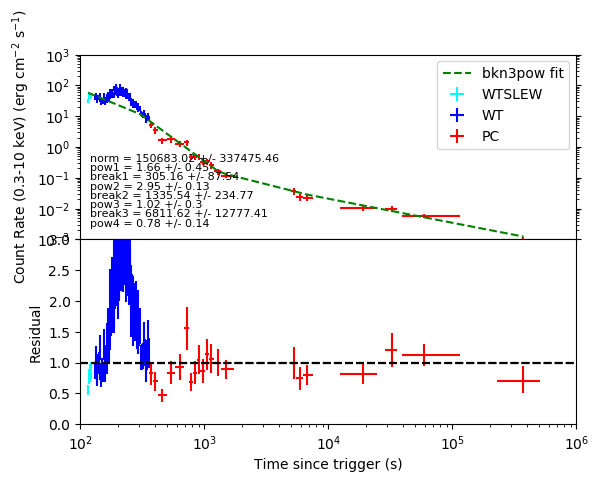 Count Rate (0.3-10 keV) (erg cm⁻² s⁻¹)
10³
10²
10¹
10⁰
10⁻¹
10⁻²
10⁻³
bkn3pow fit
WTSLEW
WT
PC
norm = 150683.02 +/- 337475.46
pow1 = 1.66 +/- 0.45
break1 = 305.16 +/- 87.54
pow2 = 2.95 +/- 0.13
break2 = 1335.54 +/- 234.77
pow3 = 1.02 +/- 0.3
break3 = 6811.62 +/- 12777.41
pow4 = 0.78 +/- 0.14
Residual
3.0
2.5
2.0
1.5
1.0
0.5
0.0
10² 10³ 10⁴ 10⁵ 10⁶
Time since trigger (s)